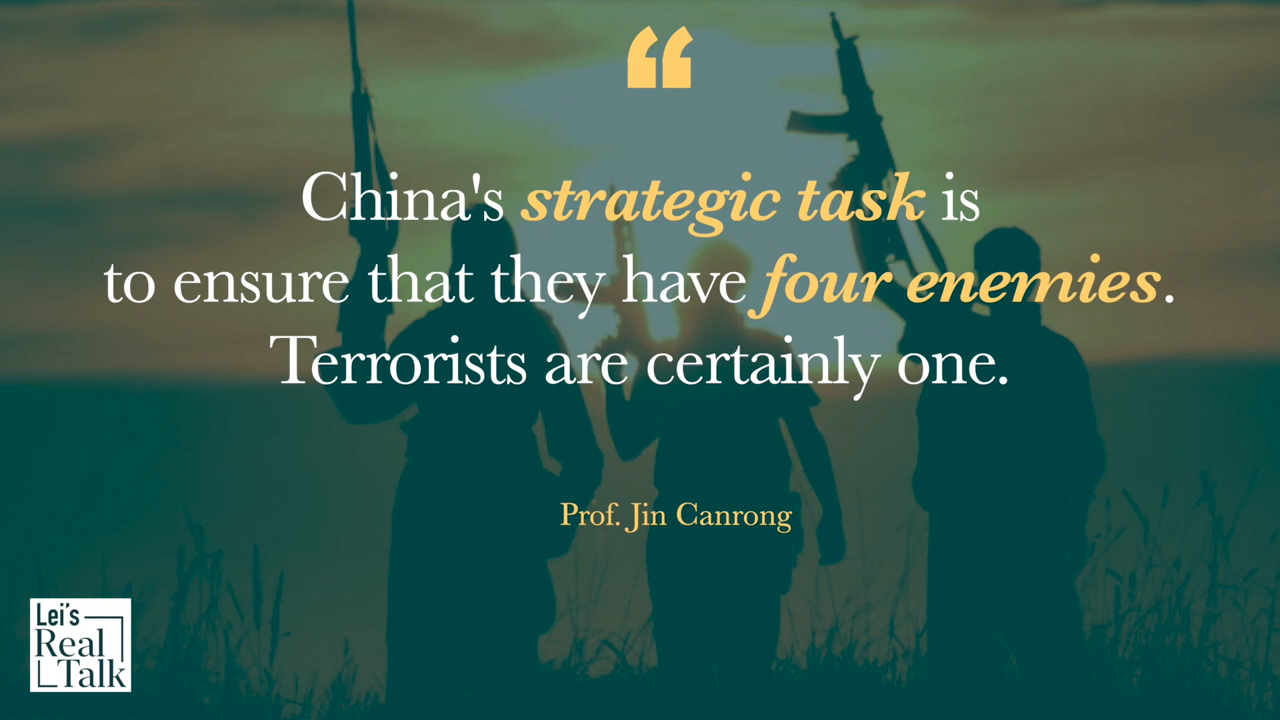 “
China's strategic task is
to ensure that they have four enemies.
Terrorists are certainly one.
Prof. Jin Canrong
Lei's
Real
Talk